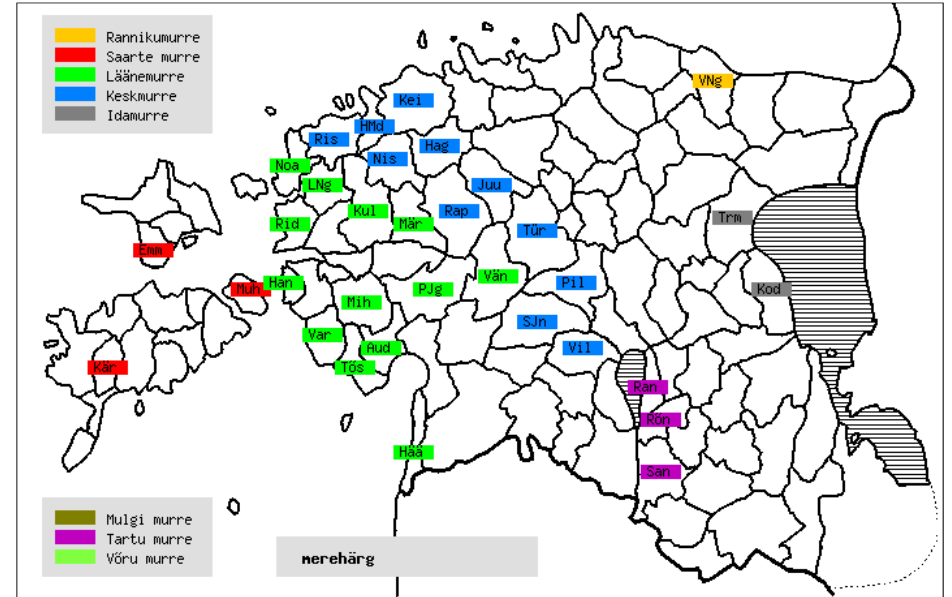 Rannikumurre
Saarte murre
Läänemurre
Keskmurre
Idamurre
VNg
Kei
HMd
Ris
Hag
Nis
Noa
LNg
Juu
Kul
Rap
Rid
Mär
Trm
Tür
Emm
Vän
Pil
Han
Muh
PJg
Kod
Mih
SJn
Var
Aud
Vil
Kär
Tös
Ran
Rõn
Hää
San
Mulgi murre
Tartu murre
Võru murre
merehärg